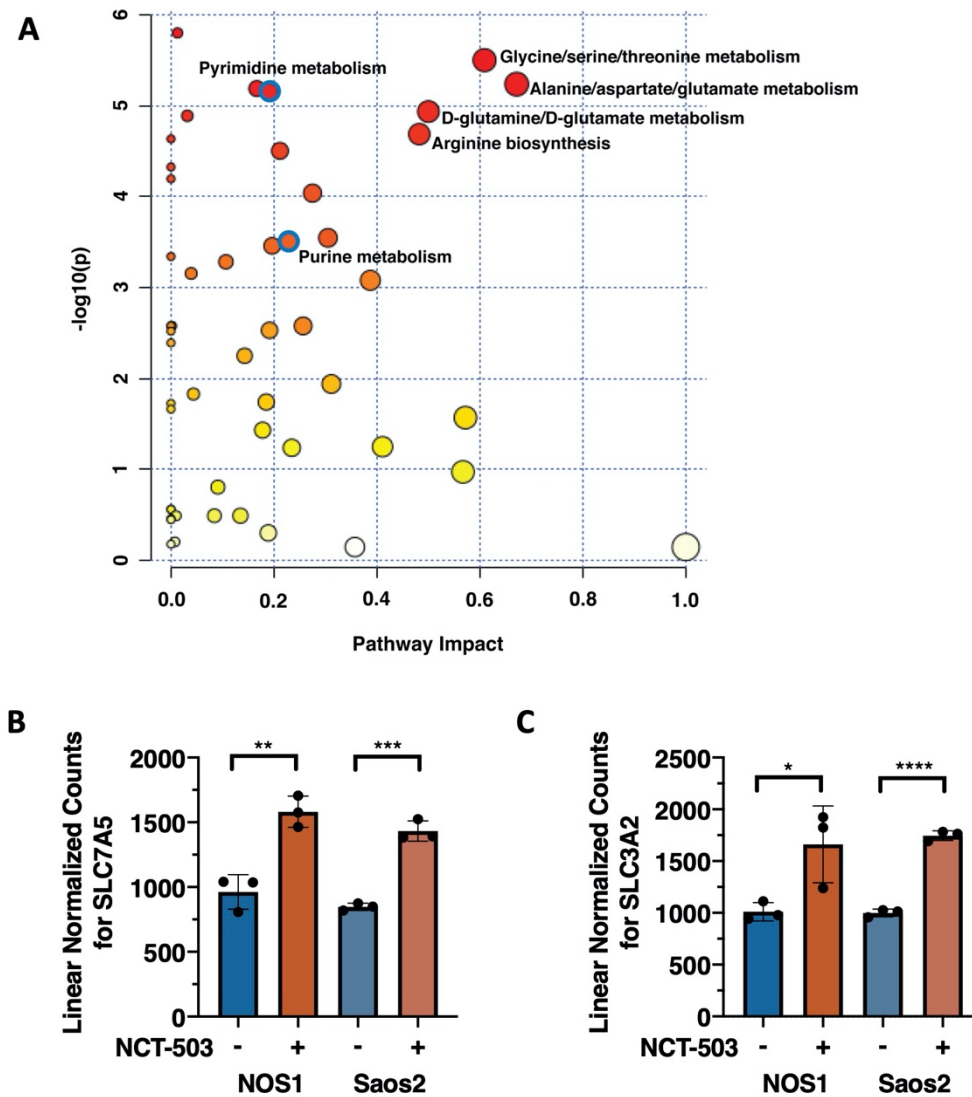 A
6
5
4
3
2
1
0
-log10(p)
Pyrimidine metabolism
Glycine/serine/threonine metabolism
Alanine/aspartate/glutamate metabolism
D-glutamine/D-glutamate metabolism
Arginine biosynthesis
Purine metabolism
0.0 0.2 0.4 0.6 0.8 1.0
Pathway Impact
B
Linear Normalized Counts
for SLC7A5
2000
1500
1000
500
0
** ***
NCT-503 - + - +
NOS1 Saos2
C
Linear Normalized Counts
for SLC3A2
2500
2000
1500
1000
500
0
* ****
NCT-503 - + - +
NOS1 Saos2